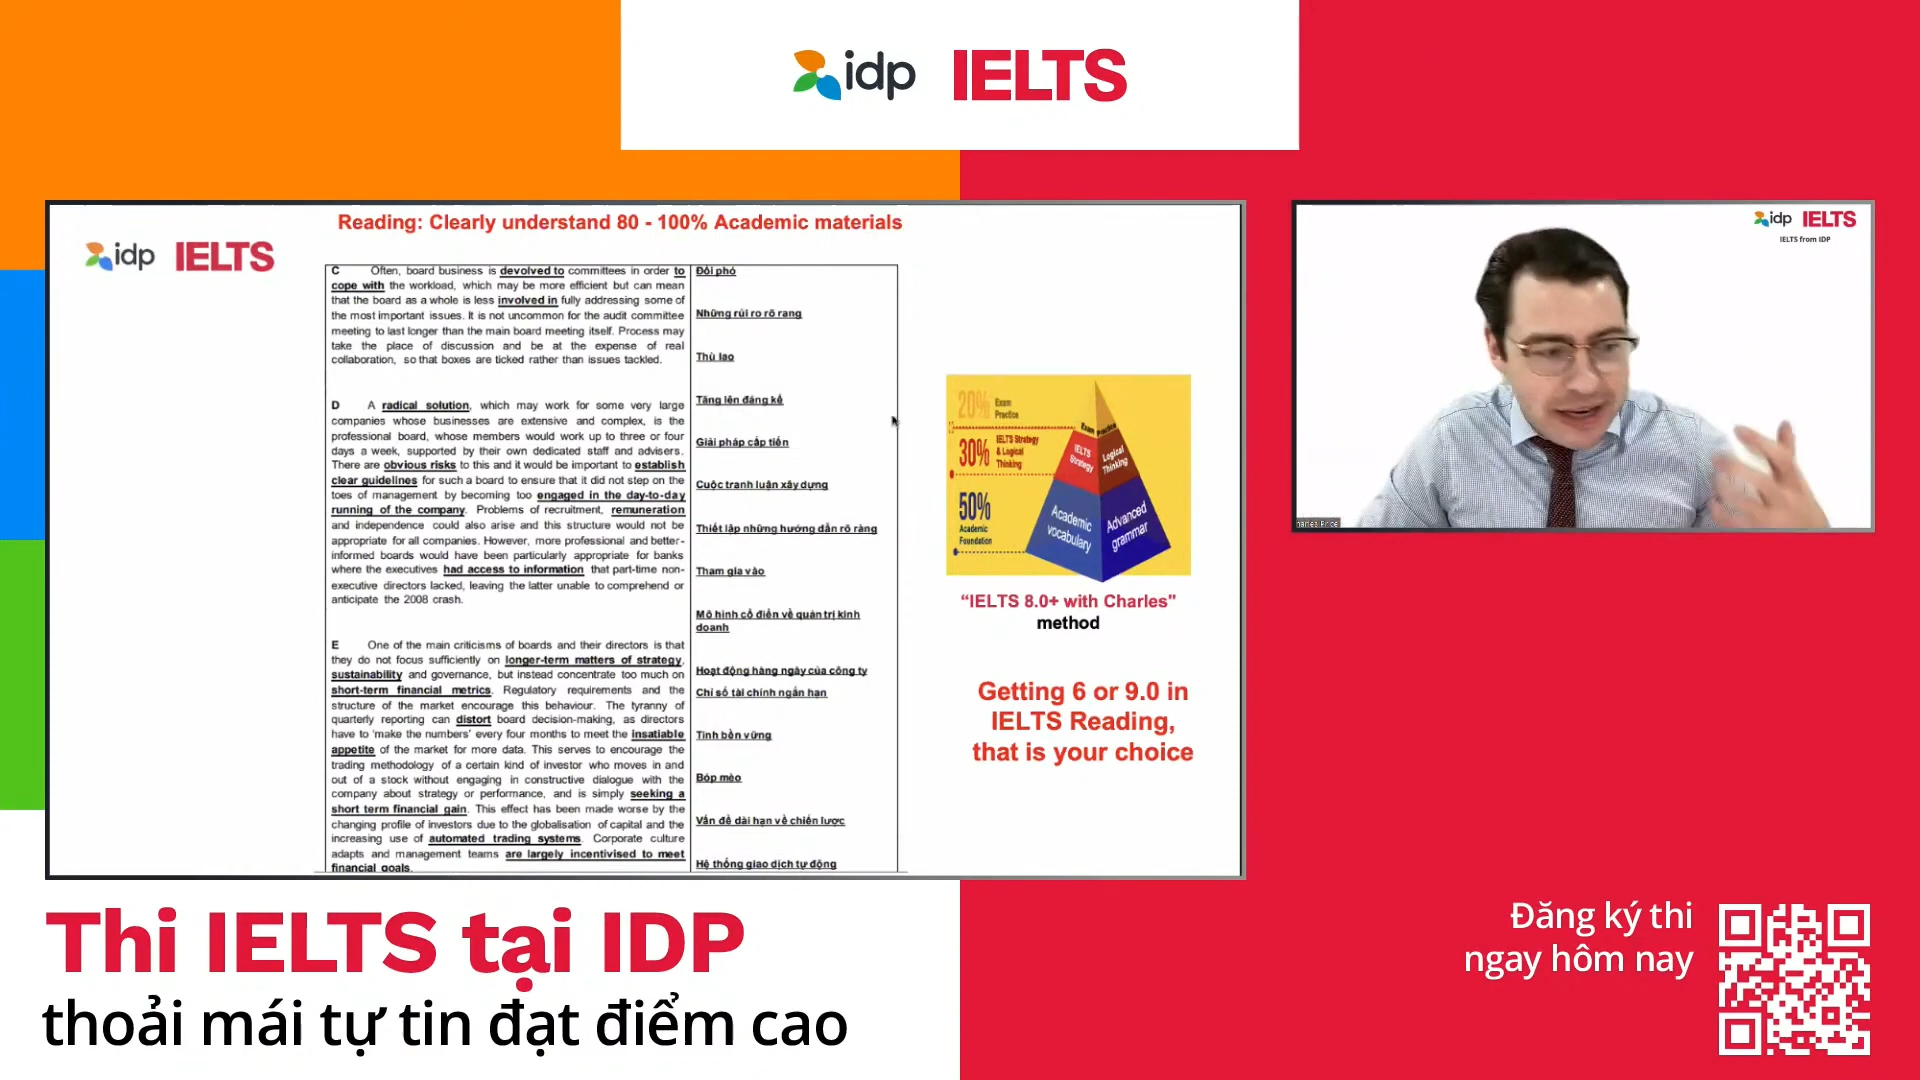 idp IELTS
Reading: Clearly understand 80 - 100% Academic materials
idp IELTS
C Often, board business is devolved to committees in order to
cope with the workload, which may be more efficient but can mean
that the board as a whole is less involved in fully addressing some of
the most important issues. It is not uncommon for the audit committee
meeting to last longer than the main board meeting itself. Process may
take the place of discussion and be at the expense of real
collaboration, so that boxes are ticked rather than issues tackled.
D A radical solution, which may work for some very large
companies whose businesses are extensive and complex, is the
professional board, whose members would work up to three or four
days a week, supported by their own dedicated staff and advisers.
There are obvious risks to this and it would be important to establish
clear guidelines for such a board to ensure that it did not step on the
toes of management by becoming too engaged in the day-to-day
running of the company. Problems of recruitment, remuneration
and independence could also arise and this structure would not be
appropriate for all companies. However, more professional and better-
informed boards would have been particularly appropriate for banks
where the executives had access to information that part-time non-
executive directors lacked, leaving the latter unable to comprehend or
anticipate the 2008 crash.
E One of the main criticisms of boards and their directors is that
they do not focus sufficiently on longer-term matters of strategy,
sustainability and governance, but instead concentrate too much on
short-term financial metrics. Regulatory requirements and the
structure of the market encourage this behaviour. The tyranny of
quarterly reporting can distort board decision-making, as directors
have to 'make the numbers' every four months to meet the insatiable
appetite of the market for more data. This serves to encourage the
trading methodology of a certain kind of investor who moves in and
out of a stock without engaging in constructive dialogue with the
company about strategy or performance, and is simply seeking a
short term financial gain. This effect has been made worse by the
changing profile of investors due to the globalisation of capital and the
increasing use of automated trading systems. Corporate culture
adapts and management teams are largely incentivised to meet
financial goals.
Đối phó
Những rủi ro rõ rang
Thù lao
Tăng lên đáng kể
Giải pháp cấp tiến
Cuộc tranh luận xây dựng
Thiết lập những hướng dẫn rõ ràng
Tham gia vào
Mô hình cổ điển về quản trị kinh
doanh
Hoạt động hàng ngày của công ty
Chỉ số tài chính ngắn hạn
Tính bền vững
Bóp méo
Vấn đề dài hạn về chiến lược
Hệ thống giao dịch tự động
20% Exam
Practice
30% IELTS Strategy
& Logical
Thinking
50%
Academic
Foundation
Exam Practice
IELTS
Strategy
Logical
Thinking
Academic
vocabulary
Advanced
grammar
“IELTS 8.0+ with Charles"
method
Getting 6 or 9.0 in
IELTS Reading,
that is your choice
idp IELTS
IELTS from IDP
harles Price
Thi IELTS tại IDP
thoải mái tự tin đạt điểm cao
Đăng ký thi
ngay hôm nay